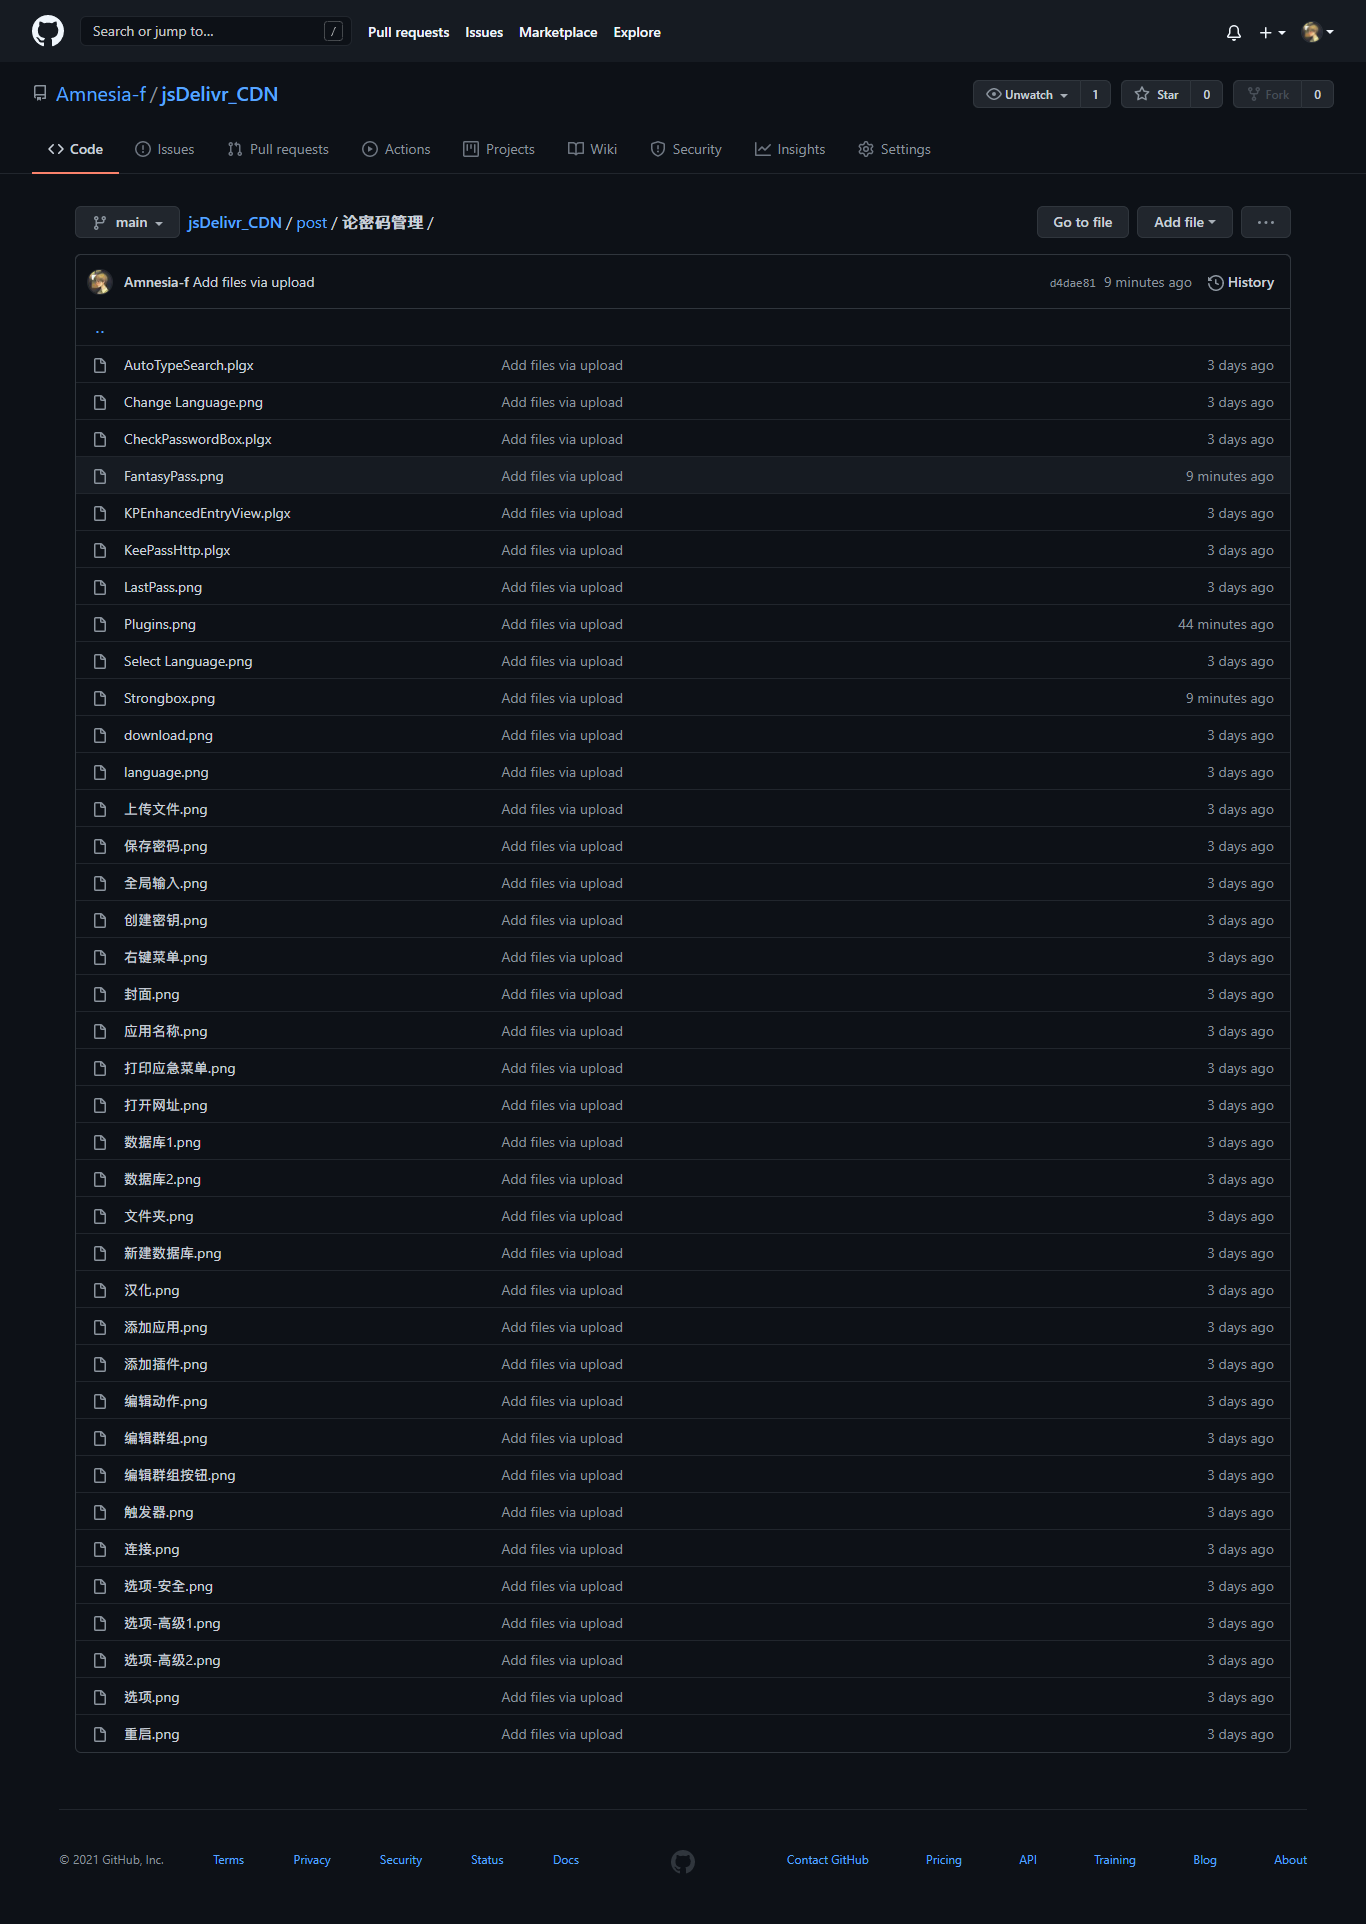 Search or jump to... /
Pull requests Issues Marketplace Explore
Amnesia-f / jsDelivr_CDN
Unwatch 1 Star 0 Fork 0
Code Issues Pull requests Actions Projects Wiki Security Insights Settings
main jsDelivr_CDN / post / 论密码管理 / Go to file Add file ...
Amnesia-f Add files via upload d4dae81 9 minutes ago History
..
AutoTypeSearch.plgx Add files via upload 3 days ago
Change Language.png Add files via upload 3 days ago
CheckPasswordBox.plgx Add files via upload 3 days ago
FantasyPass.png Add files via upload 9 minutes ago
KPEnhancedEntryView.plgx Add files via upload 3 days ago
KeePassHttp.plgx Add files via upload 3 days ago
LastPass.png Add files via upload 3 days ago
Plugins.png Add files via upload 44 minutes ago
Select Language.png Add files via upload 3 days ago
Strongbox.png Add files via upload 9 minutes ago
download.png Add files via upload 3 days ago
language.png Add files via upload 3 days ago
上传文件.png Add files via upload 3 days ago
保存密码.png Add files via upload 3 days ago
全局输入.png Add files via upload 3 days ago
创建密钥.png Add files via upload 3 days ago
右键菜单.png Add files via upload 3 days ago
封面.png Add files via upload 3 days ago
应用名称.png Add files via upload 3 days ago
打印应急菜单.png Add files via upload 3 days ago
打开网址.png Add files via upload 3 days ago
数据库1.png Add files via upload 3 days ago
数据库2.png Add files via upload 3 days ago
文件夹.png Add files via upload 3 days ago
新建数据库.png Add files via upload 3 days ago
汉化.png Add files via upload 3 days ago
添加应用.png Add files via upload 3 days ago
添加插件.png Add files via upload 3 days ago
编辑动作.png Add files via upload 3 days ago
编辑群组.png Add files via upload 3 days ago
编辑群组按钮.png Add files via upload 3 days ago
触发器.png Add files via upload 3 days ago
连接.png Add files via upload 3 days ago
选项-安全.png Add files via upload 3 days ago
选项-高级1.png Add files via upload 3 days ago
选项-高级2.png Add files via upload 3 days ago
选项.png Add files via upload 3 days ago
重启.png Add files via upload 3 days ago
© 2021 GitHub, Inc. Terms Privacy Security Status Docs Contact GitHub Pricing API Training Blog About